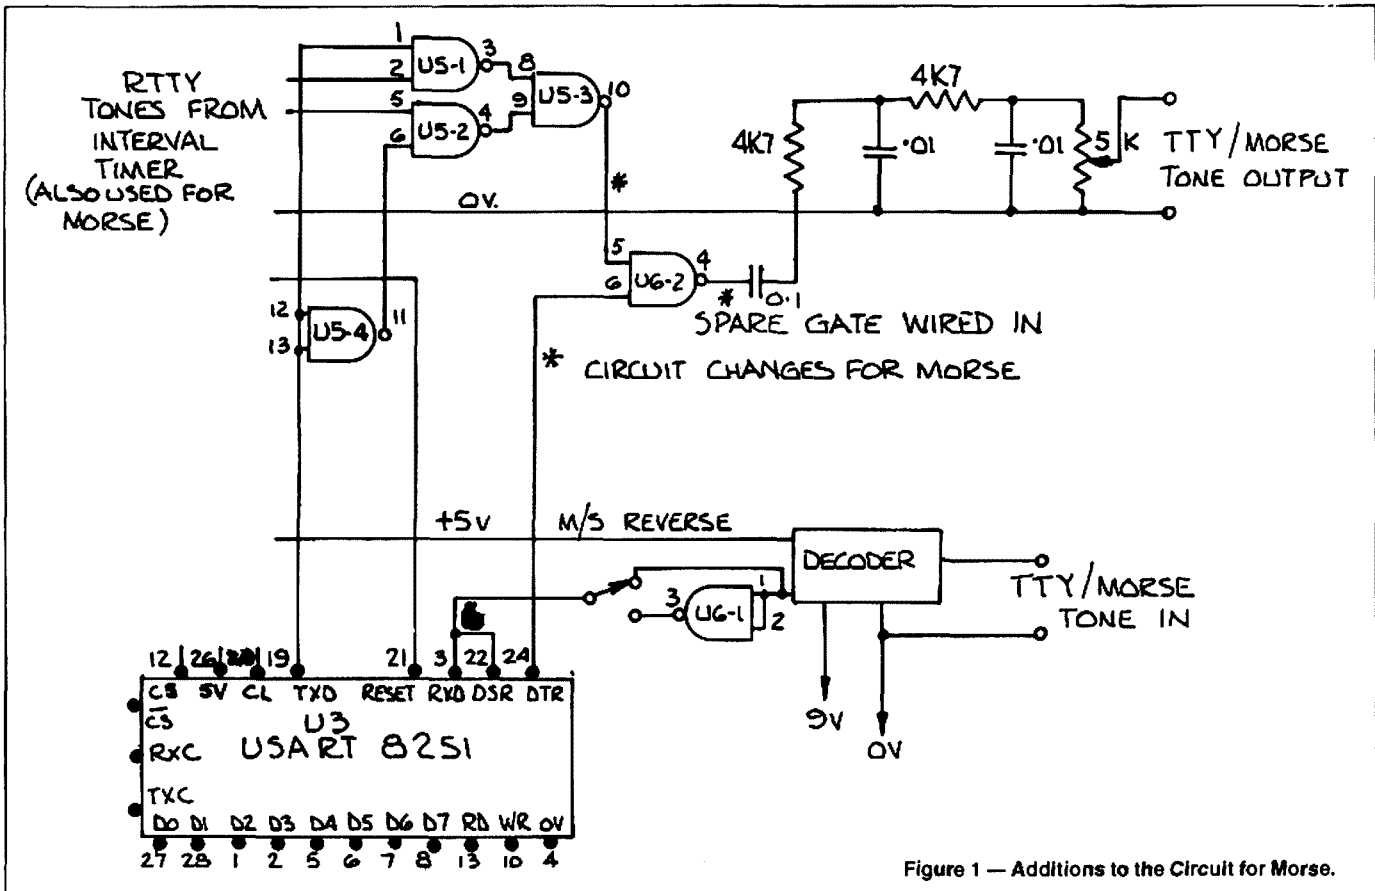 1
2
3
U5-1
8
9
U5-3
10
5
6
4
U5-2
RTTY
TONES FROM
INTERVAL
TIMER
(ALSO USED FOR
MORSE)
4K7
4K7
.01
.01
5K
TTY/MORSE
TONE OUTPUT
*
0V.
5
6
U6-2
4
*
0.1
SPARE GATE WIRED IN
12
13
U5-4
11
* CIRCUIT CHANGES FOR MORSE
+5V
M/S REVERSE
DECODER
TTY/MORSE
TONE IN
3
U6-1
1
2
9V
0V
12 26 19 21 3 22 24
CS 5V CL TXD RESET RXD DSR DTR
CS
U3
USART 8251
RXC
TXC
D0 D1 D2 D3 D4 D5 D6 D7 RD WR 0V
27 28 1 2 5 6 7 8 13 10 4
Figure 1 — Additions to the Circuit for Morse.